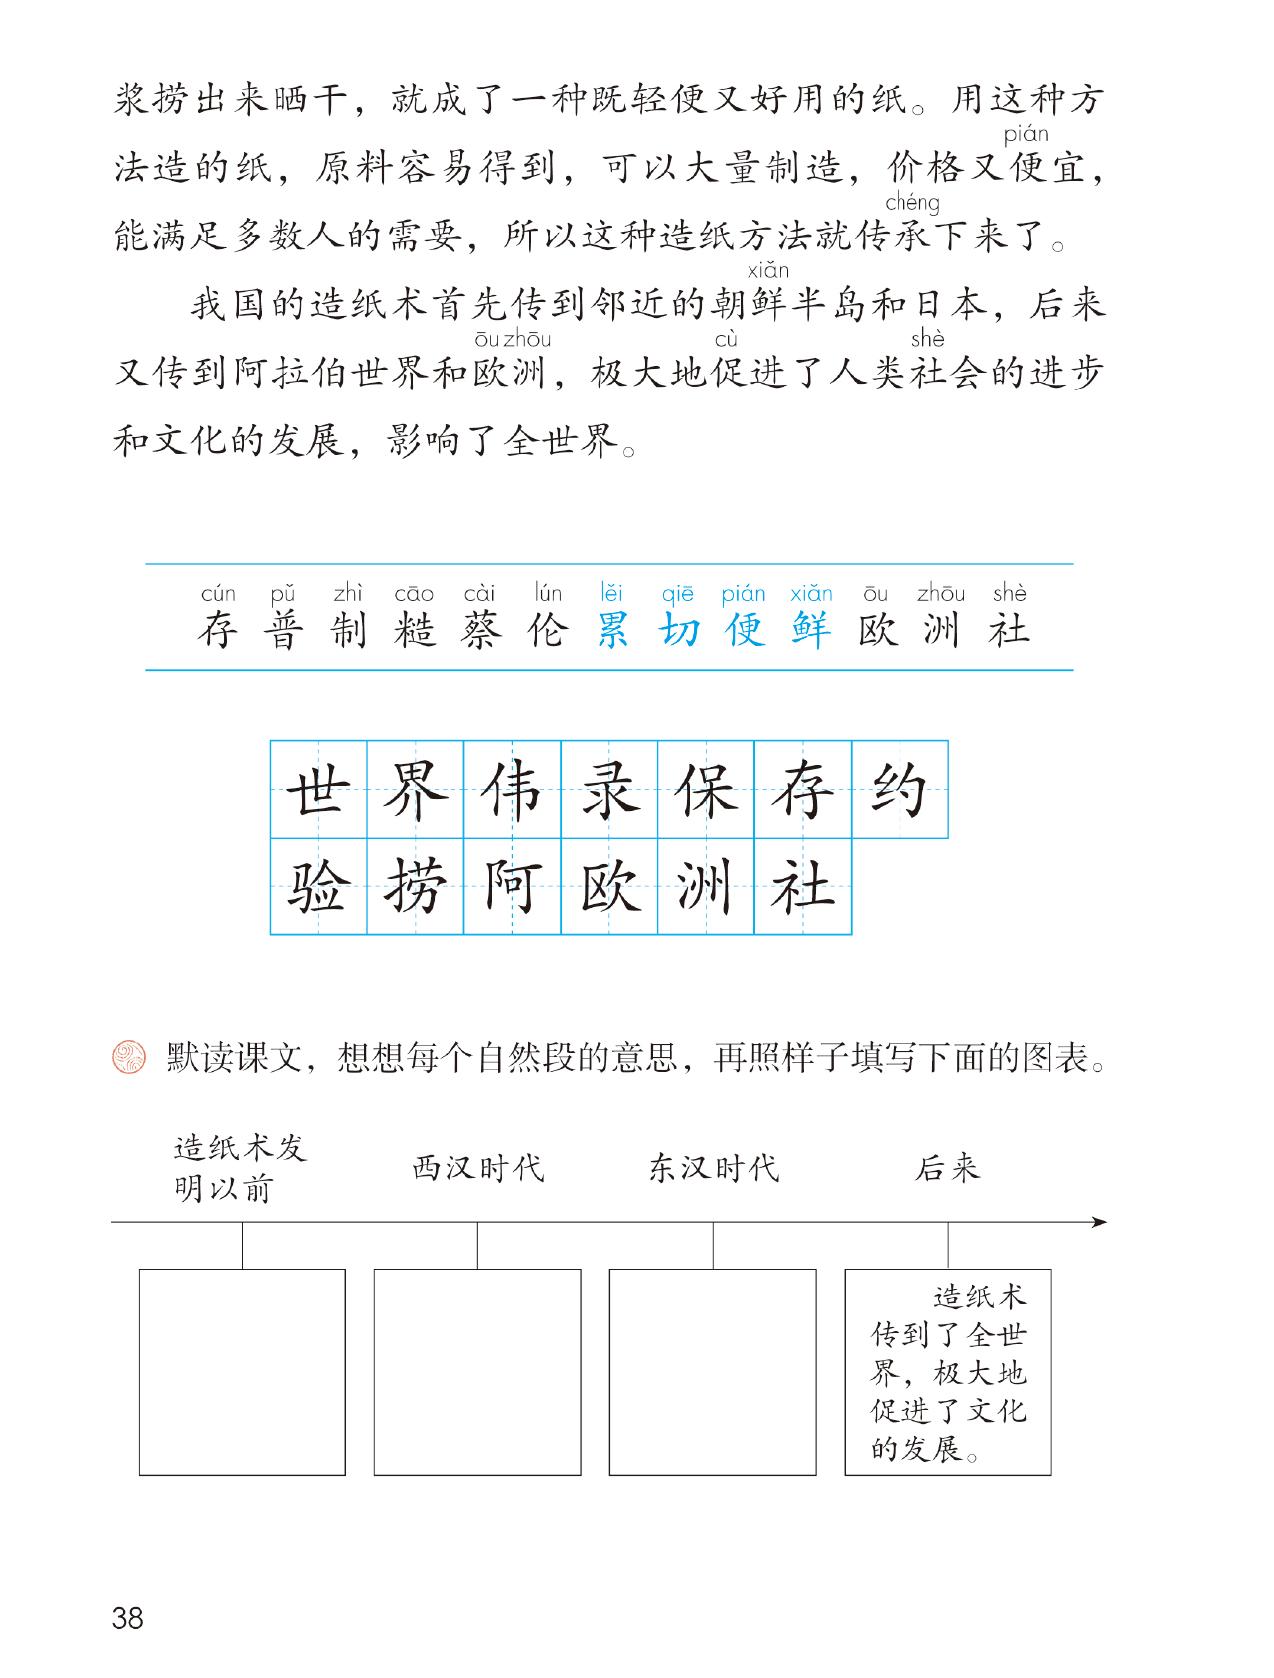 浆捞出来晒干，就成了一种既轻便又好用的纸。用这种方
pián
法造的纸，原料容易得到，可以大量制造，价格又便宜，
chéng
能满足多数人的需要，所以这种造纸方法就传承下来了。
xiǎn
我国的造纸术首先传到邻近的朝鲜半岛和日本，后来
ōu zhōu cù shè
又传到阿拉伯世界和欧洲，极大地促进了人类社会的进步
和文化的发展，影响了全世界。
cún pǔ zhì cāo cài lún lěi qiē pián xiǎn ōu zhōu shè
存 普 制 糙 蔡 伦 累 切 便 鲜 欧 洲 社
世 界 伟 录 保 存 约
验 捞 阿 欧 洲 社
默读课文，想想每个自然段的意思，再照样子填写下面的图表。
造纸术发
明以前
西汉时代
东汉时代
后来
造纸术
传到了全世
界，极大地
促进了文化
的发展。
38